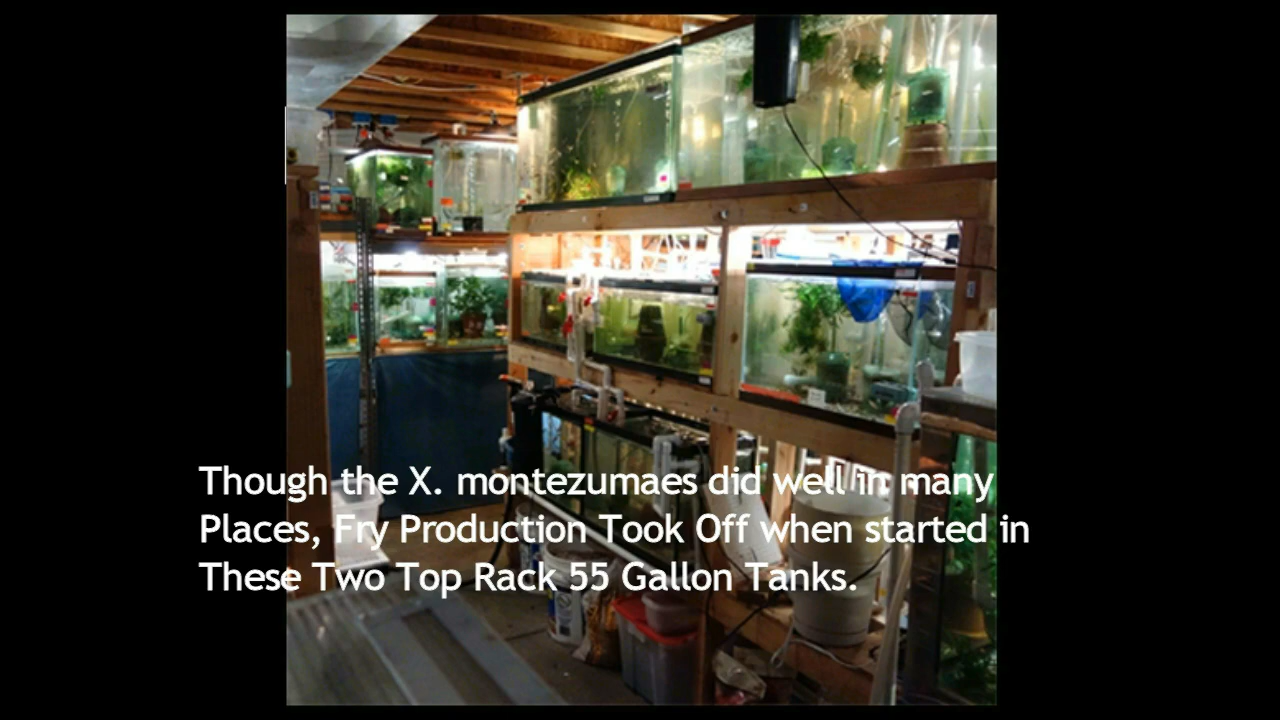 Though the X. montezumaes did well in many
Places, Fry Production Took Off when started in
These Two Top Rack 55 Gallon Tanks.